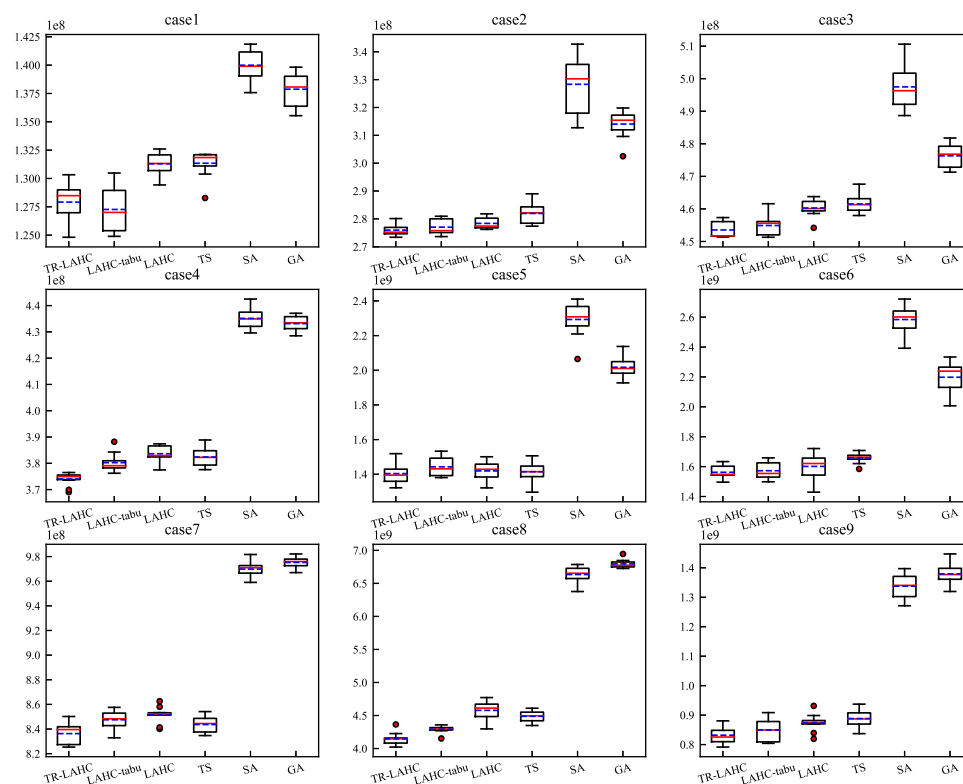 case1
1e8
1.425
1.400
1.375
1.350
1.325
1.300
1.275
1.250
TR-LAHC LAHC-tabu LAHC TS SA GA
case2
1e8
3.4
3.3
3.2
3.1
3.0
2.9
2.8
2.7
TR-LAHC LAHC-tabu LAHC TS SA GA
case3
1e8
5.1
5.0
4.9
4.8
4.7
4.6
4.5
TR-LAHC LAHC-tabu LAHC TS SA GA
case4
1e8
4.4
4.3
4.2
4.1
4.0
3.9
3.8
3.7
TR-LAHC LAHC-tabu LAHC TS SA GA
case5
1e9
2.4
2.2
2.0
1.8
1.6
1.4
TR-LAHC LAHC-tabu LAHC TS SA GA
case6
1e9
2.6
2.4
2.2
2.0
1.8
1.6
1.4
TR-LAHC LAHC-tabu LAHC TS SA GA
case7
1e8
9.8
9.6
9.4
9.2
9.0
8.8
8.6
8.4
8.2
TR-LAHC LAHC-tabu LAHC TS SA GA
case8
1e9
7.0
6.5
6.0
5.5
5.0
4.5
4.0
TR-LAHC LAHC-tabu LAHC TS SA GA
case9
1e9
1.4
1.3
1.2
1.1
1.0
0.9
0.8
TR-LAHC LAHC-tabu LAHC TS SA GA